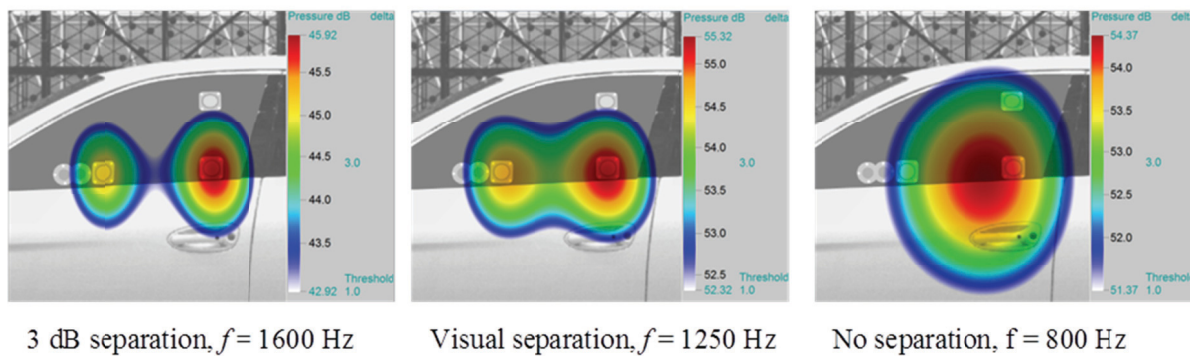 Pressure dB delta
45.92
45.5
45.0
44.5
3.0
44.0
43.5
Threshold
42.92 1.0
Pressure dB delta
55.32
55.0
54.5
54.0
3.0
53.5
53.0
52.5 Threshold
52.32 1.0
Pressure dB delta
54.37
54.0
53.5
53.0
3.0
52.5
52.0
Threshold
51.37 1.0
3 dB separation, f = 1600 Hz
Visual separation, f = 1250 Hz
No separation, f = 800 Hz